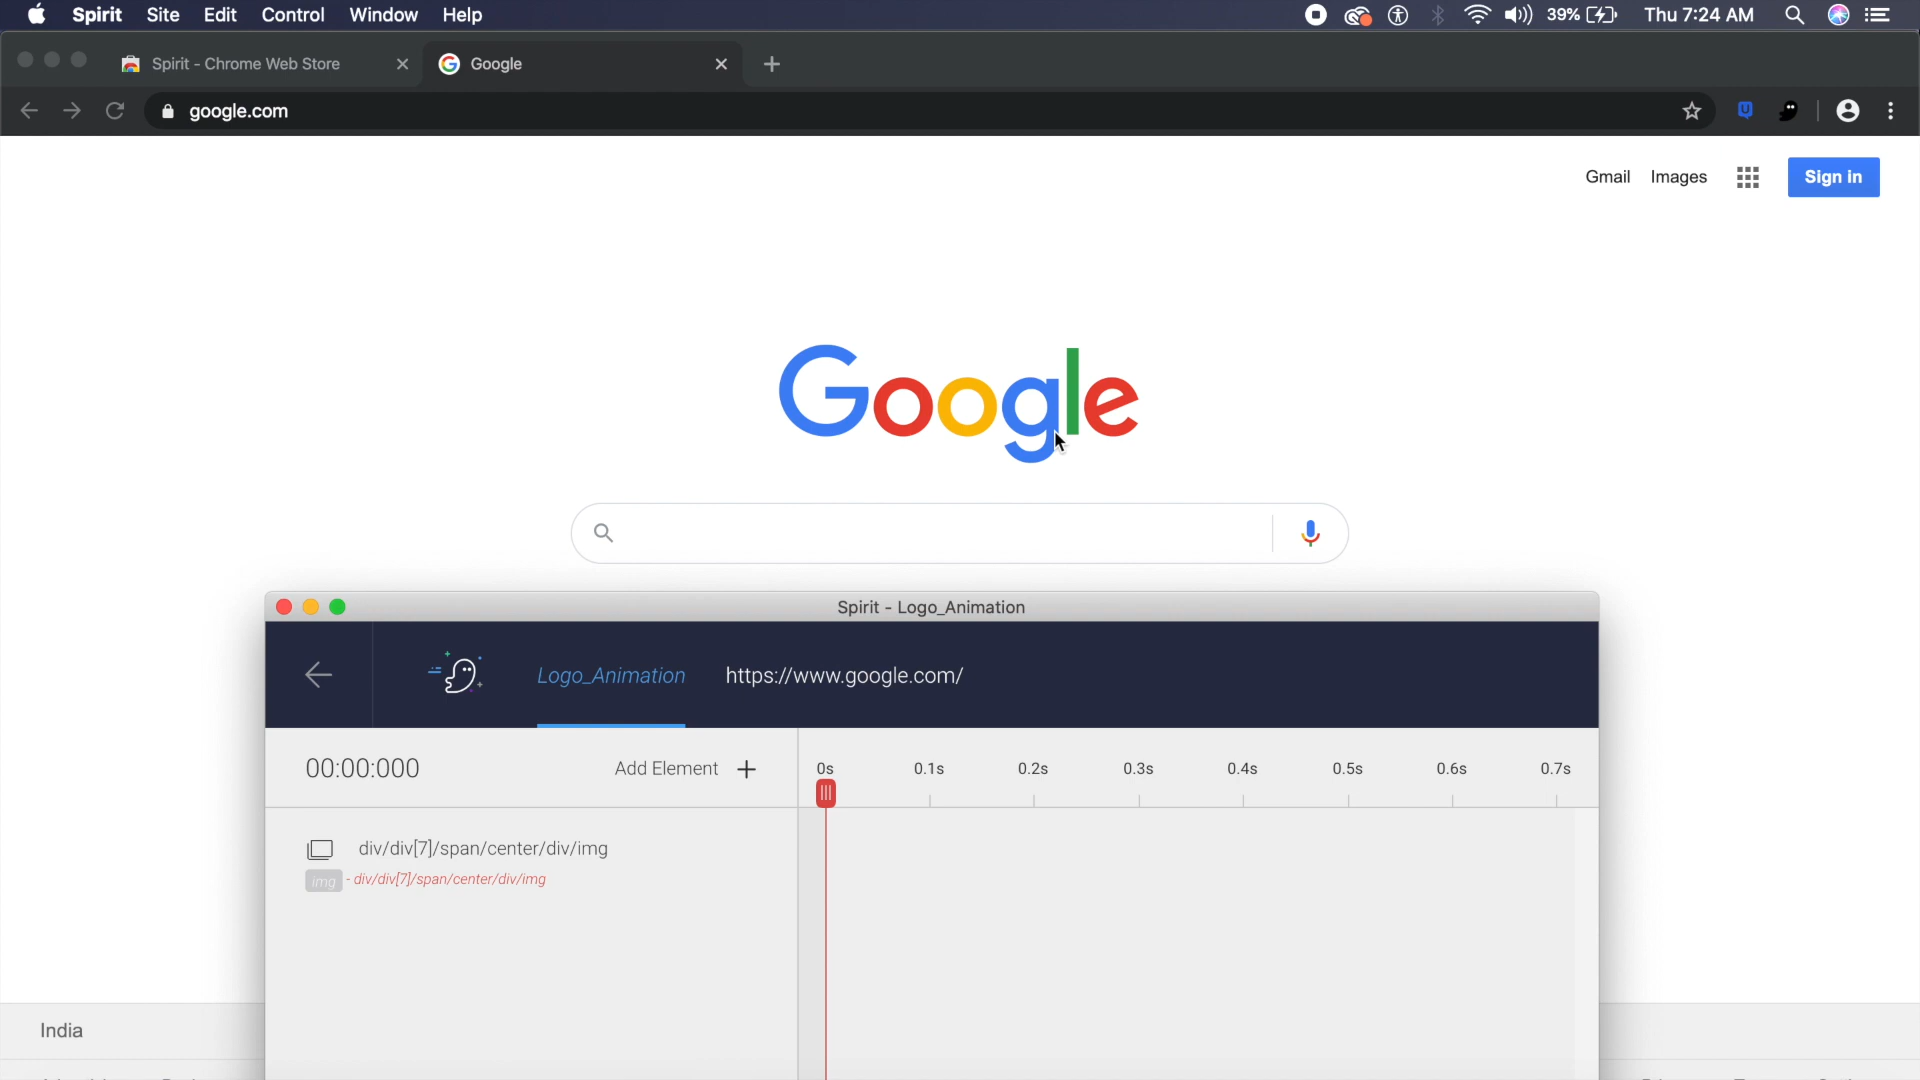 Spirit Site Edit Control Window Help 39% Thu 7:24 AM
Spirit - Chrome Web Store Google
google.com
Gmail Images Sign in
Google
Spirit - Logo_Animation
Logo_Animation https://www.google.com/
00:00:000 Add Element + 0s 0.1s 0.2s 0.3s 0.4s 0.5s 0.6s 0.7s
div/div[7]/span/center/div/img
img - div/div[7]/span/center/div/img
India